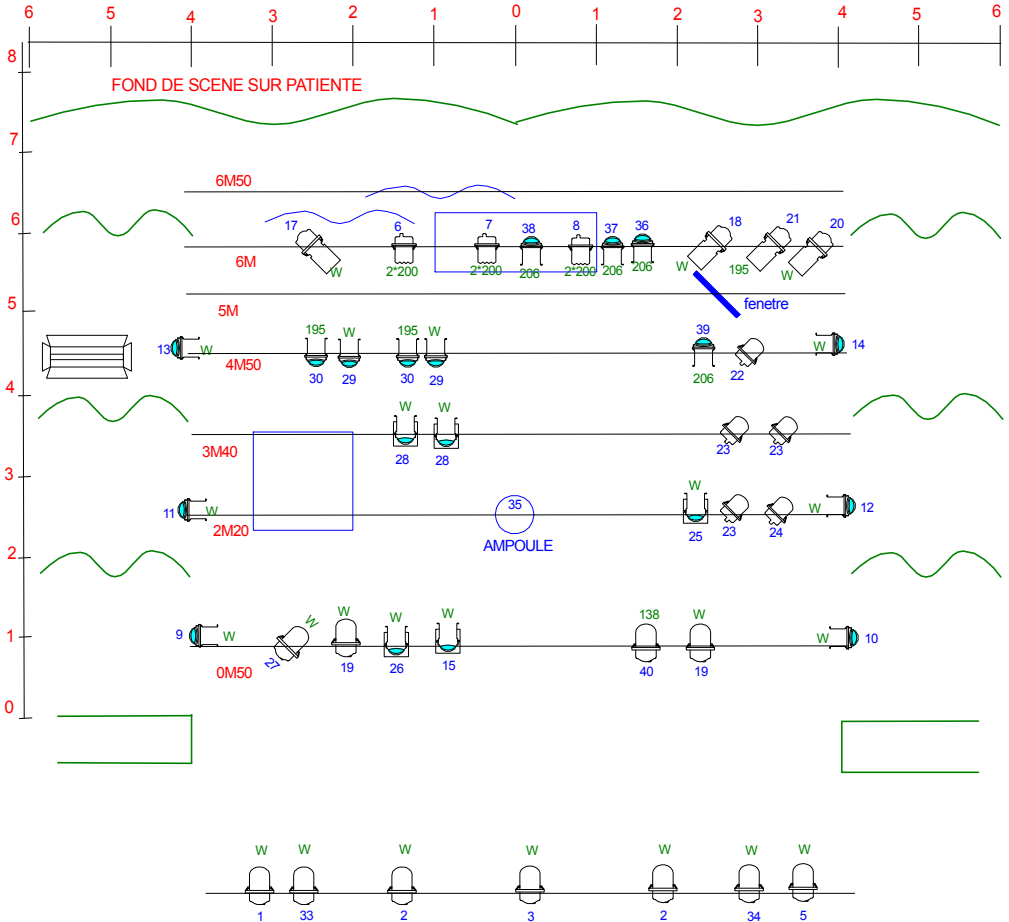 6 5 4 3 2 1 0 1 2 3 4 5 6
8
FOND DE SCENE SUR PATIENTE
7
6M50
6
17 6 7 38 8 37 36 18 21 20
6M
W 2*200 2*200 206 2*200 206 206 W 195 W
5
5M
fenetre
195 W 195 W 39
13 W W 14
4M50
30 29 30 29 206 22
4
W W
3M40
28 28 23 23
3
W
11 W 35 W 12
2M20
AMPOULE
25 23 24
2
W W W W 138 W
1
9 W W 10
27 19 26 15 40 19
0M50
0
W W W W W W W
1 33 2 3 2 34 5